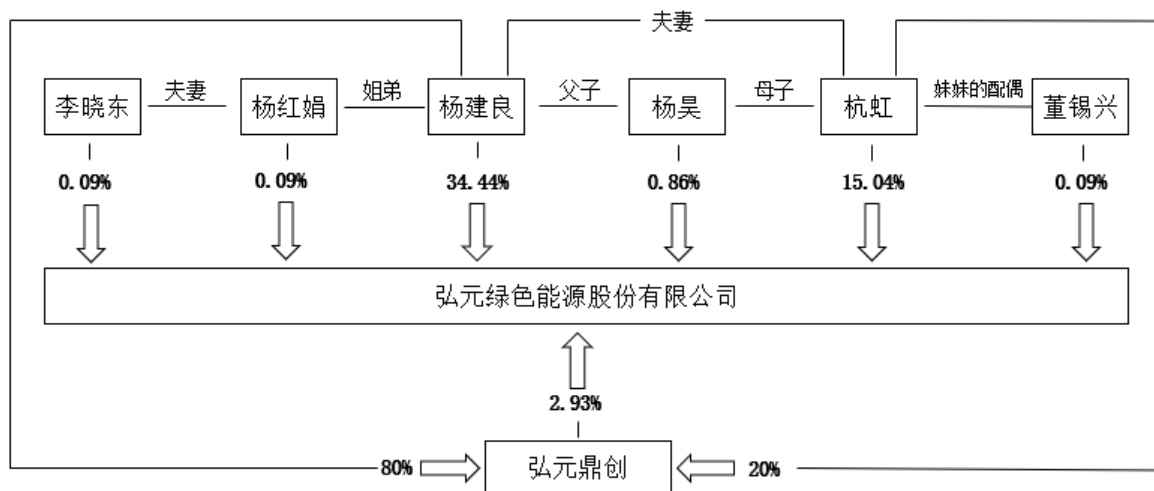 夫妻
李晓东
夫妻
杨红娟
姐弟
杨建良
父子
杨昊
母子
杭虹
妹妹的配偶
董锡兴
0.09%
0.09%
34.44%
0.86%
15.04%
0.09%
弘元绿色能源股份有限公司
2.93%
80%
弘元鼎创
20%